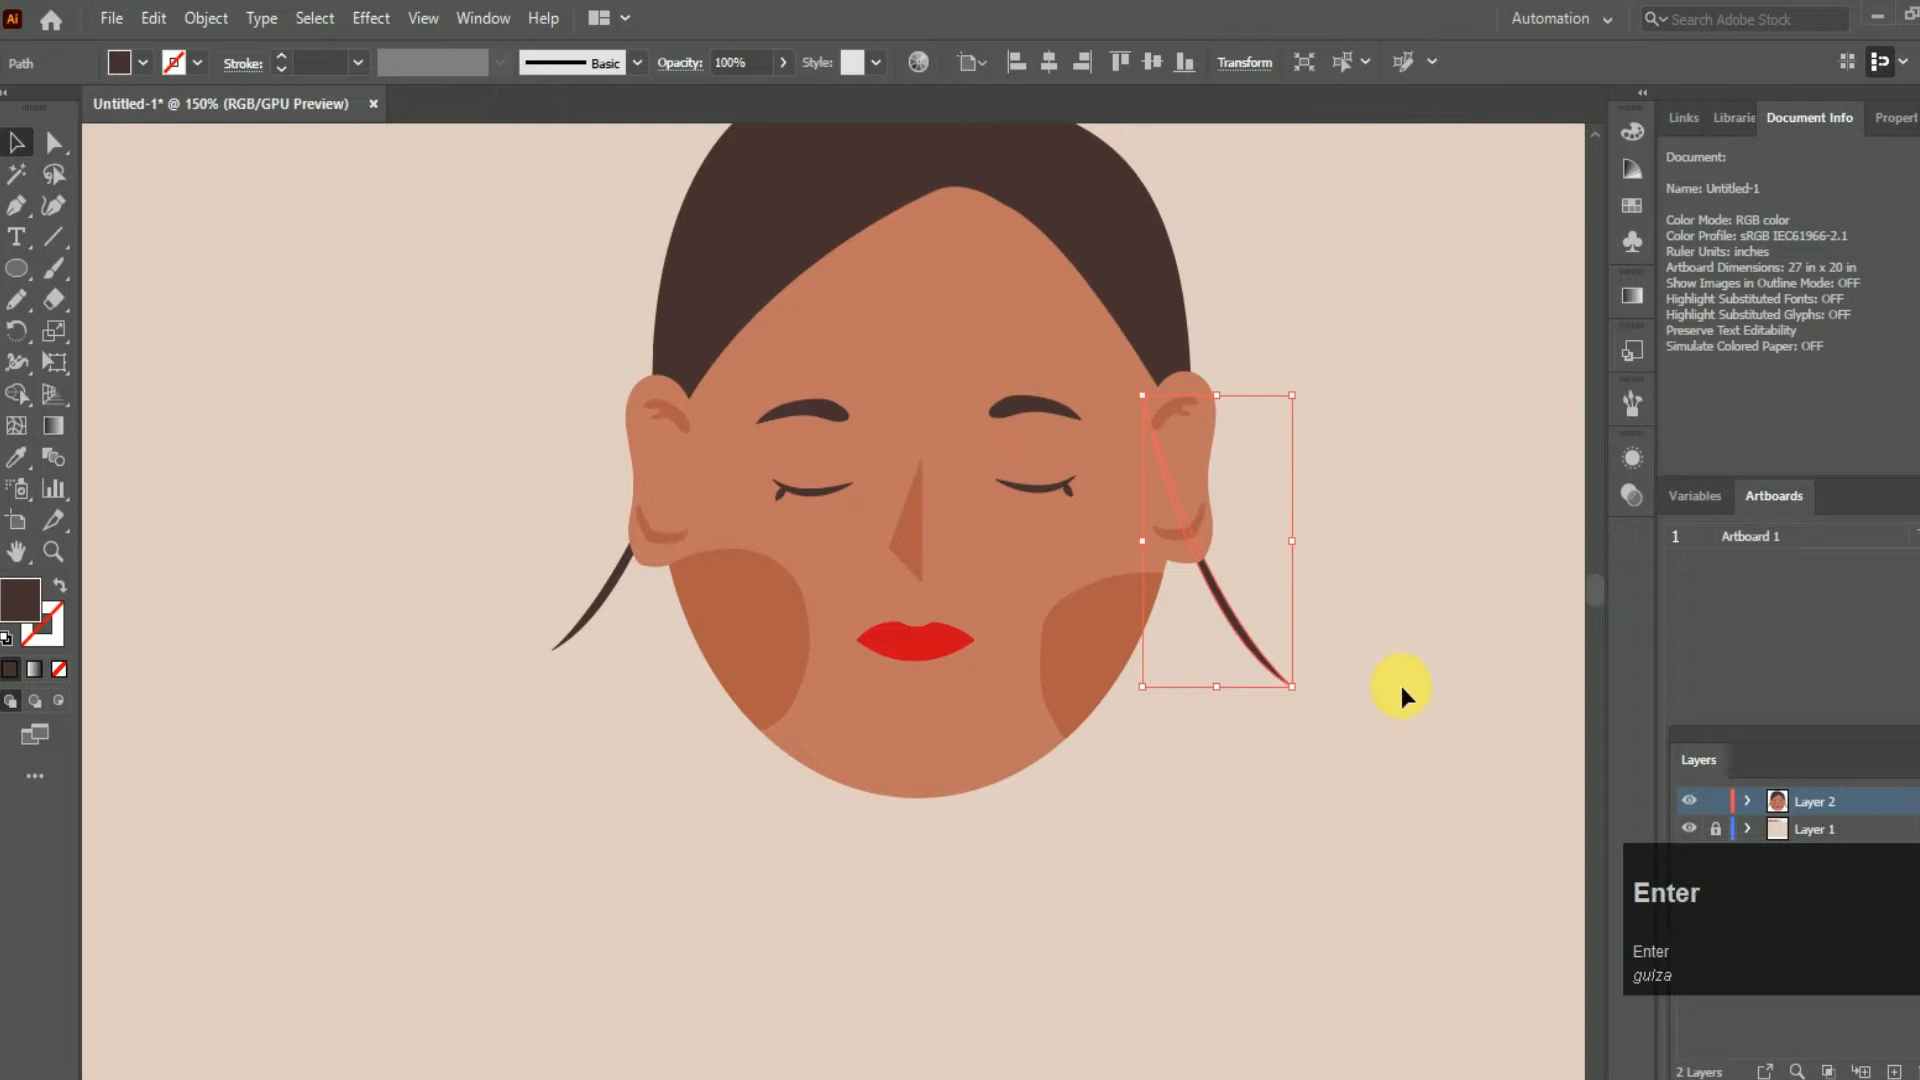 Ai File Edit Object Type Select Effect View Window Help Automation Search Adobe Stock
Path Stroke: Basic Opacity: 100% Style: Transform
Untitled-1* @ 150% (RGB/GPU Preview) ×
Links Librarie Document Info Properl
Document:
Name: Untitled-1
Color Mode: RGB color
Color Profile: sRGB IEC61966-2.1
Ruler Units: inches
Artboard Dimensions: 27 in x 20 in
Show Images in Outline Mode: OFF
Highlight Substituted Fonts: OFF
Highlight Substituted Glyphs: OFF
Preserve Text Editability
Simulate Colored Paper: OFF
Variables Artboards
1 Artboard 1
Layers
Layer 2
Layer 1
Enter
Enter
gulza
2 Layers